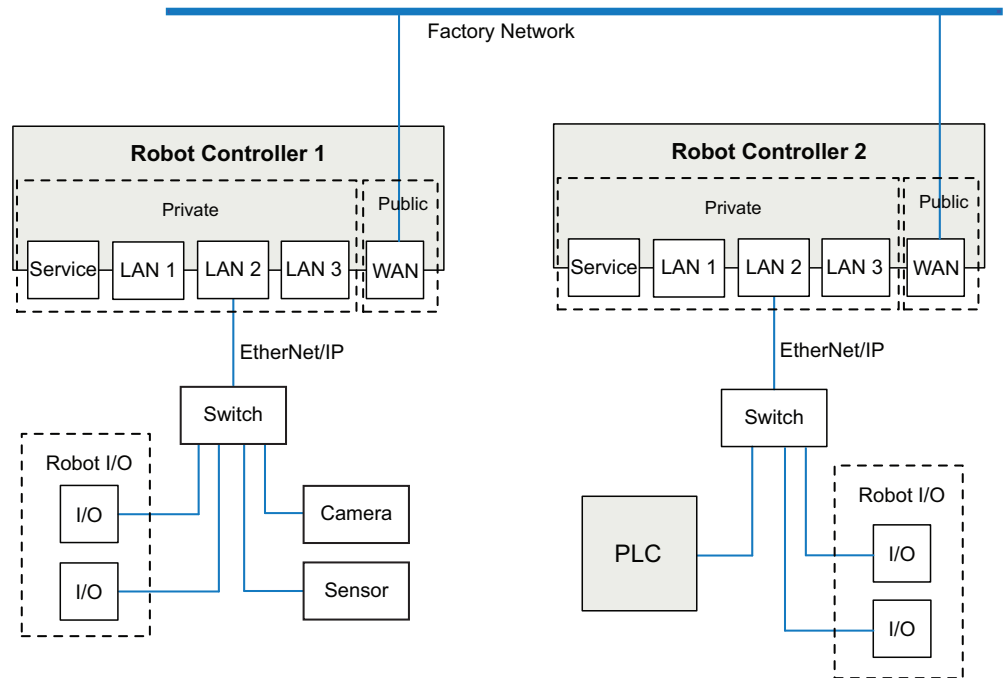 Factory Network
Robot Controller 1
Private
Public
Service
LAN 1
LAN 2
LAN 3
WAN
EtherNet/IP
Switch
Robot I/O
I/O
I/O
Camera
Sensor
Robot Controller 2
Private
Public
Service
LAN 1
LAN 2
LAN 3
WAN
EtherNet/IP
Switch
PLC
Robot I/O
I/O
I/O